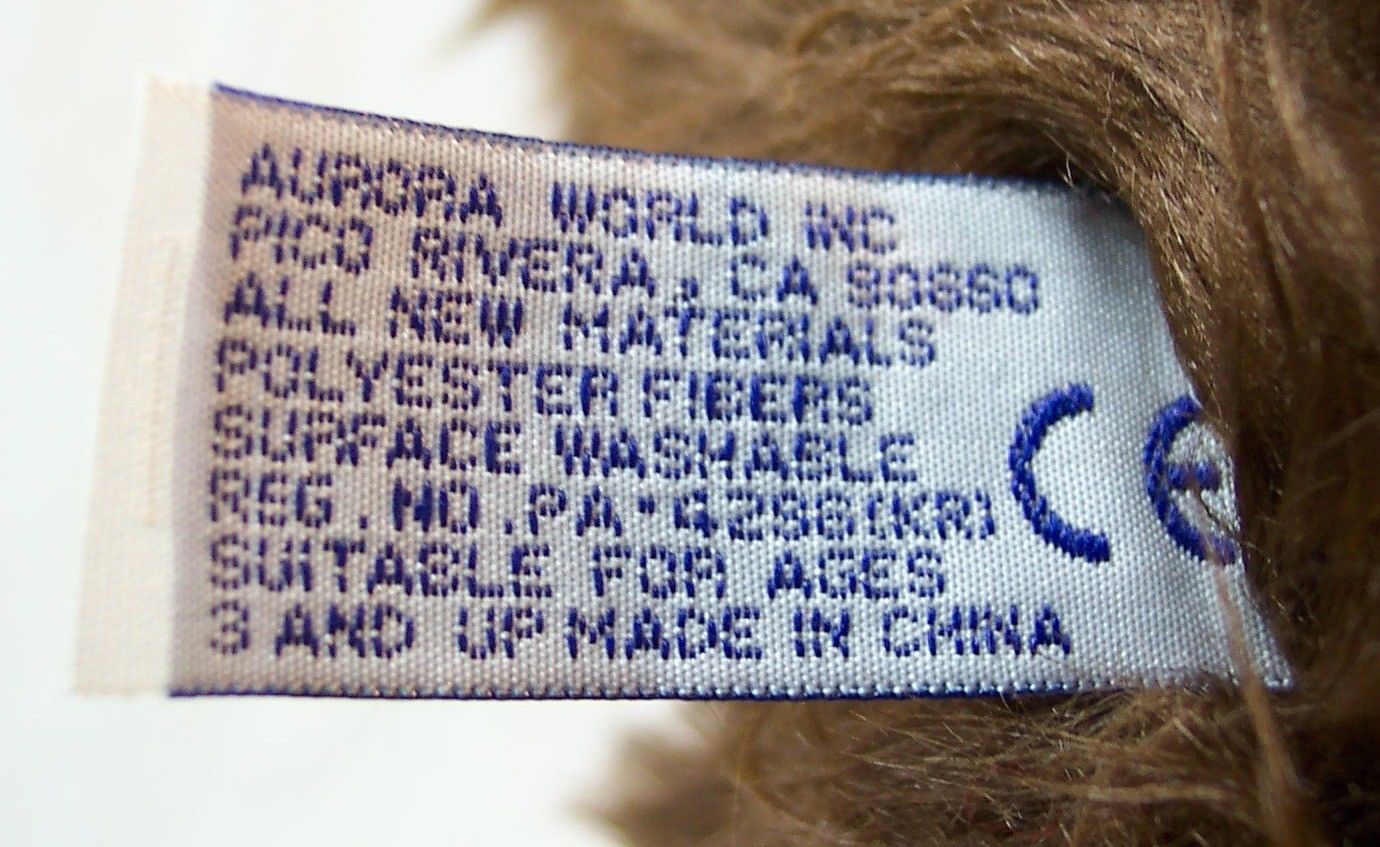 AURORA WORLD INC
PICO RIVERA, CA 90660
ALL NEW MATERIALS
POLYESTER FIBERS
SURFACE WASHABLE
REG. NO. PA-4286(KR)
SUITABLE FOR AGES
3 AND UP MADE IN CHINA
CE